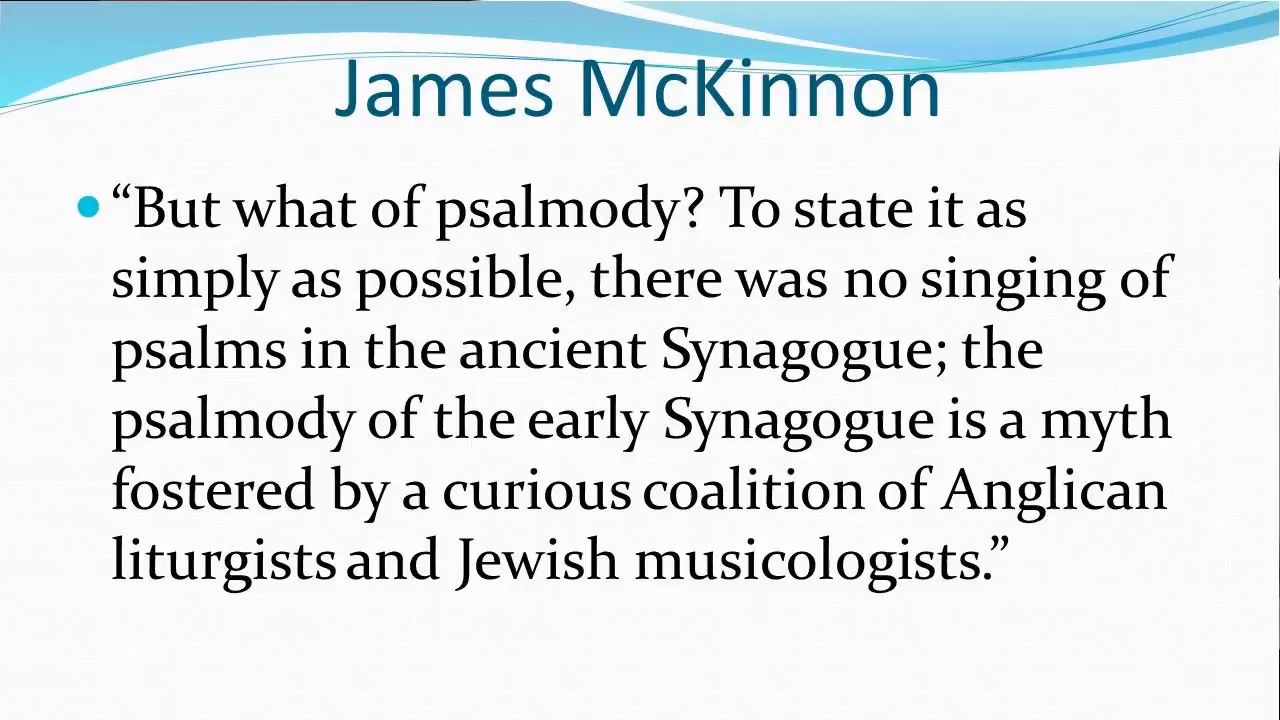 James McKinnon
“But what of psalmody? To state it as
simply as possible, there was no singing of
psalms in the ancient Synagogue; the
psalmody of the early Synagogue is a myth
fostered by a curious coalition of Anglican
liturgists and Jewish musicologists.”